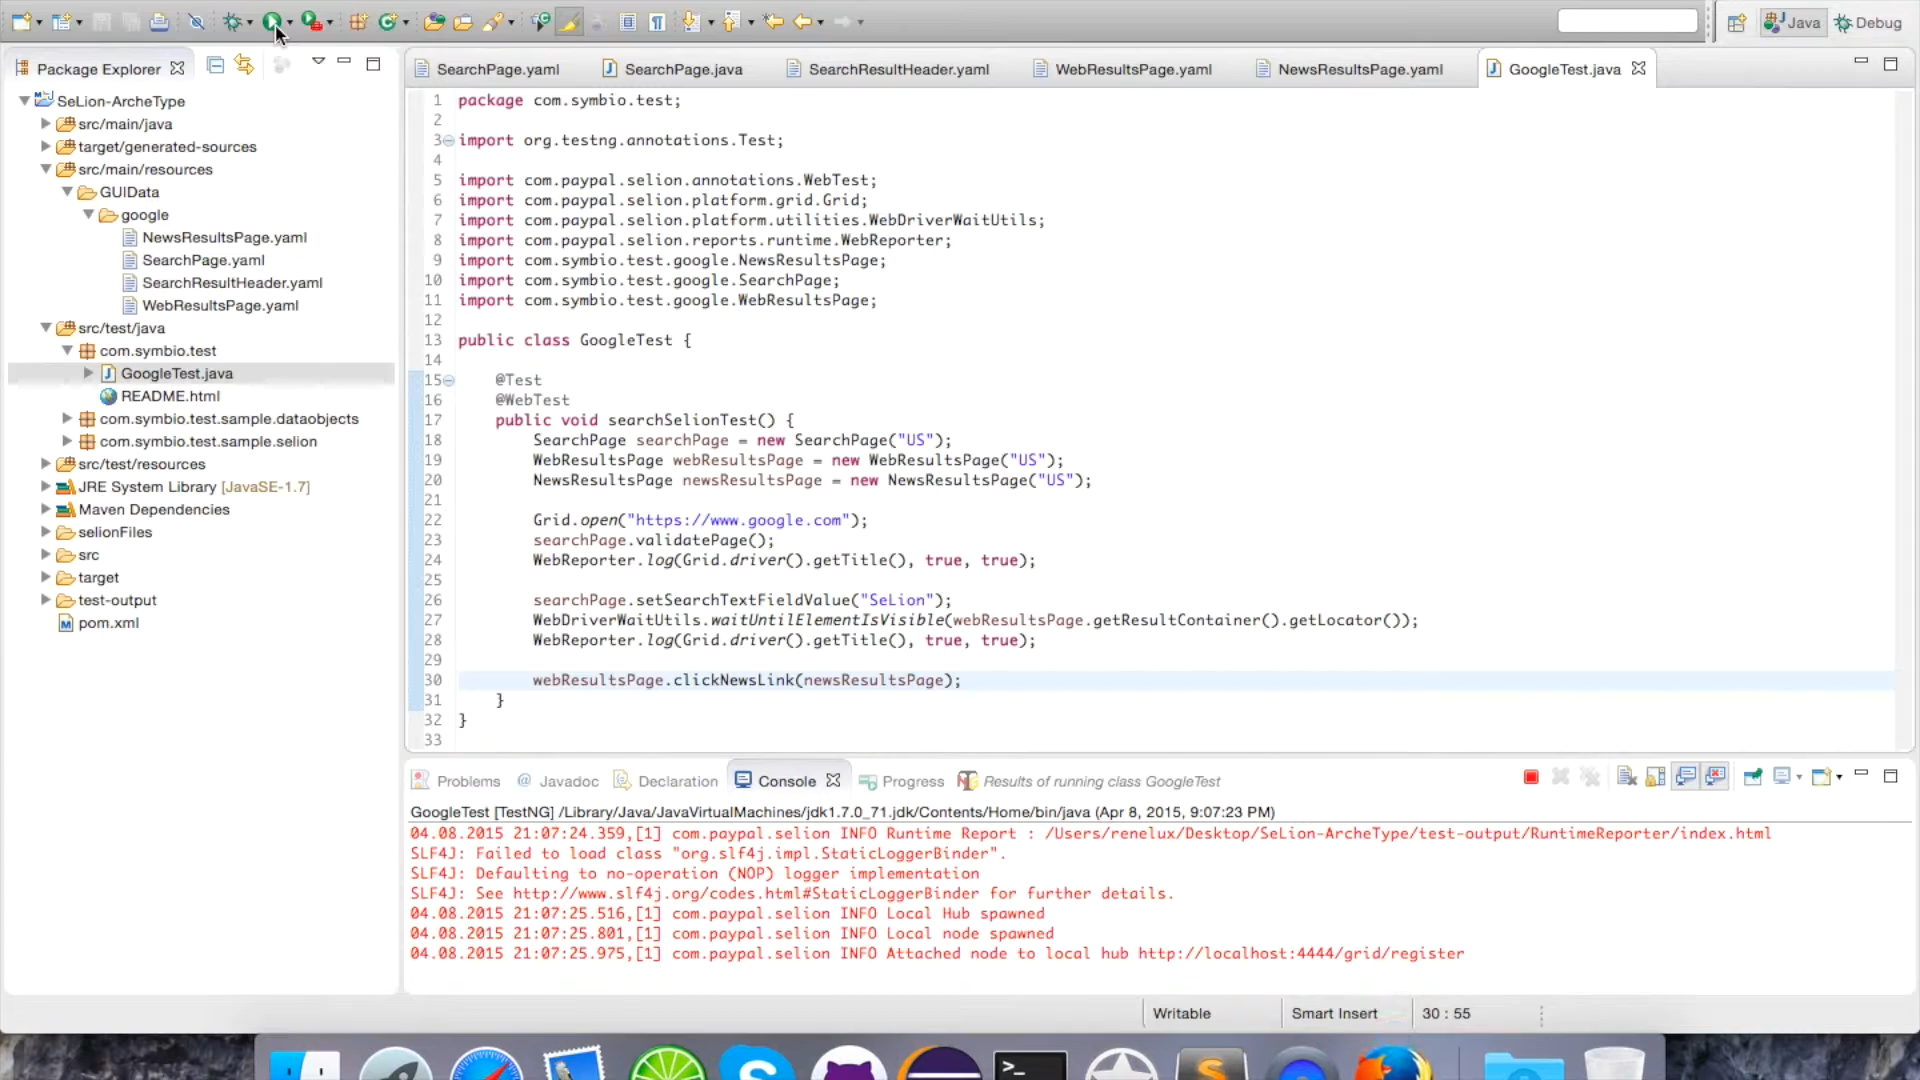 Java
Debug
Package Explorer
SeLion-ArcheType
src/main/java
target/generated-sources
src/main/resources
GUIData
google
NewsResultsPage.yaml
SearchPage.yaml
SearchResultHeader.yaml
WebResultsPage.yaml
src/test/java
com.symbio.test
GoogleTest.java
README.html
com.symbio.test.sample.dataobjects
com.symbio.test.sample.selion
src/test/resources
JRE System Library [JavaSE-1.7]
Maven Dependencies
selionFiles
src
target
test-output
pom.xml
SearchPage.yaml SearchPage.java SearchResultHeader.yaml WebResultsPage.yaml NewsResultsPage.yaml GoogleTest.java
1 package com.symbio.test;
2
3 import org.testng.annotations.Test;
4
5 import com.paypal.selion.annotations.WebTest;
6 import com.paypal.selion.platform.grid.Grid;
7 import com.paypal.selion.platform.utilities.WebDriverWaitUtils;
8 import com.paypal.selion.reports.runtime.WebReporter;
9 import com.symbio.test.google.NewsResultsPage;
10 import com.symbio.test.google.SearchPage;
11 import com.symbio.test.google.WebResultsPage;
12
13 public class GoogleTest {
14
15 @Test
16 @WebTest
17 public void searchSelionTest() {
18 SearchPage searchPage = new SearchPage("US");
19 WebResultsPage webResultsPage = new WebResultsPage("US");
20 NewsResultsPage newsResultsPage = new NewsResultsPage("US");
21
22 Grid.open("https://www.google.com");
23 searchPage.validatePage();
24 WebReporter.log(Grid.driver().getTitle(), true, true);
25
26 searchPage.setSearchTextFieldValue("SeLion");
27 WebDriverWaitUtils.waitUntilElementIsVisible(webResultsPage.getResultContainer().getLocator());
28 WebReporter.log(Grid.driver().getTitle(), true, true);
29
30 webResultsPage.clickNewsLink(newsResultsPage);
31 }
32 }
33
Problems @ Javadoc Declaration Console Progress Results of running class GoogleTest
GoogleTest [TestNG] /Library/Java/JavaVirtualMachines/jdk1.7.0_71.jdk/Contents/Home/bin/java (Apr 8, 2015, 9:07:23 PM)
04.08.2015 21:07:24.359,[1] com.paypal.selion INFO Runtime Report : /Users/renelux/Desktop/SeLion-ArcheType/test-output/RuntimeReporter/index.html
SLF4J: Failed to load class "org.slf4j.impl.StaticLoggerBinder".
SLF4J: Defaulting to no-operation (NOP) logger implementation
SLF4J: See http://www.slf4j.org/codes.html#StaticLoggerBinder for further details.
04.08.2015 21:07:25.516,[1] com.paypal.selion INFO Local Hub spawned
04.08.2015 21:07:25.801,[1] com.paypal.selion INFO Local node spawned
04.08.2015 21:07:25.975,[1] com.paypal.selion INFO Attached node to local hub http://localhost:4444/grid/register
Writable Smart Insert 30 : 55